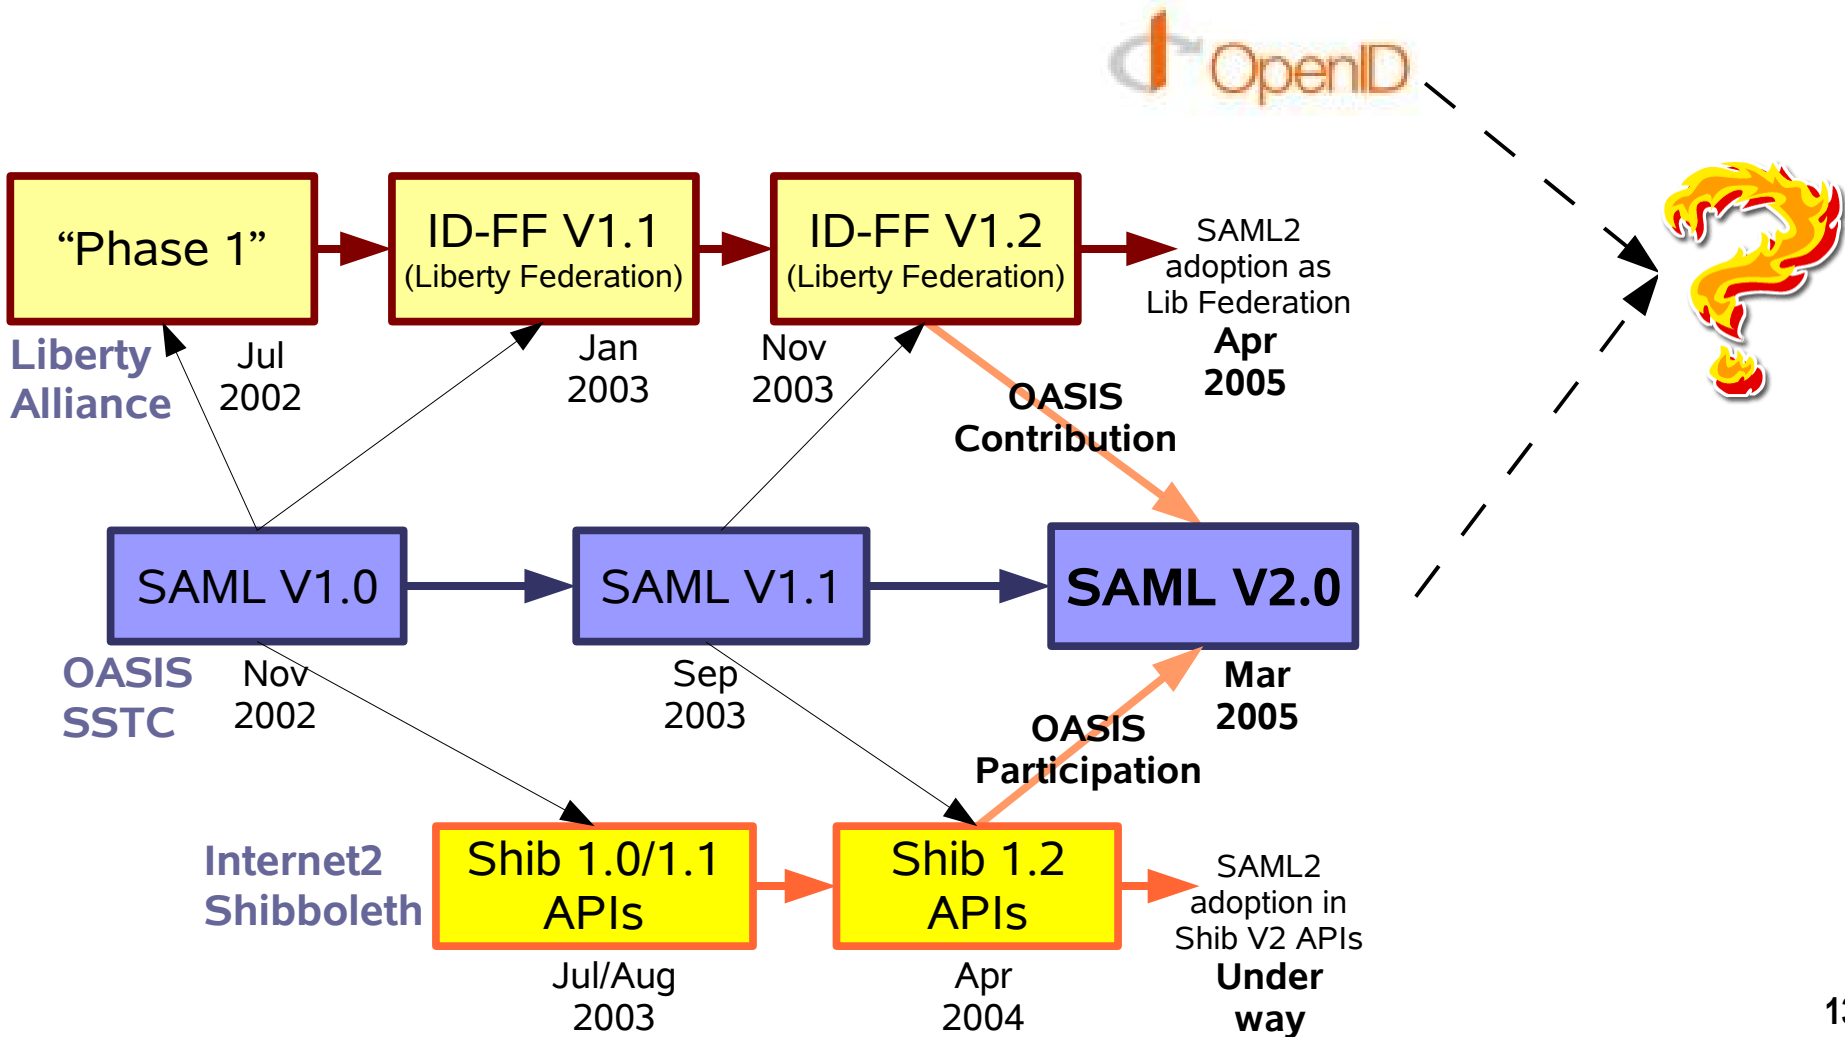 OpenID
“Phase 1”
ID-FF V1.1
(Liberty Federation)
ID-FF V1.2
(Liberty Federation)
SAML2
adoption as
Lib Federation
Apr
2005
Liberty
Alliance
Jul
2002
Jan
2003
Nov
2003
OASIS
Contribution
SAML V1.0
SAML V1.1
SAML V2.0
OASIS
SSTC
Nov
2002
Sep
2003
Mar
2005
OASIS
Participation
Internet2
Shibboleth
Shib 1.0/1.1
APIs
Shib 1.2
APIs
SAML2
adoption in
Shib V2 APIs
Under
way
Jul/Aug
2003
Apr
2004
13